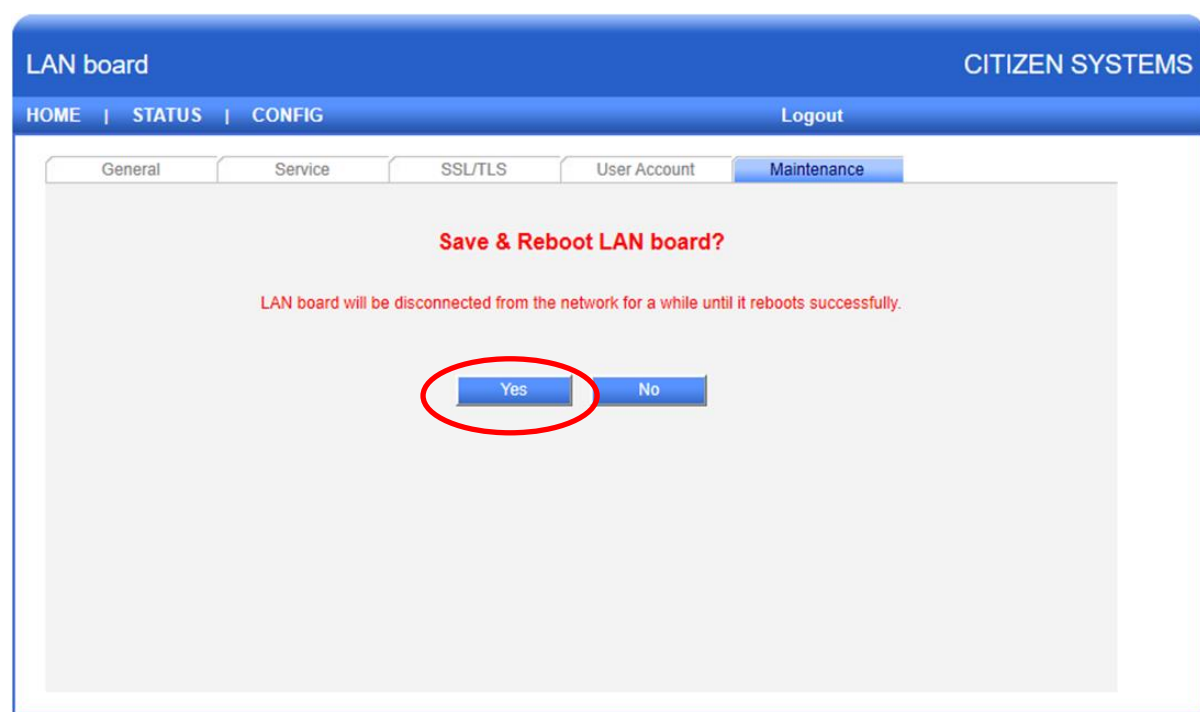 LAN board CITIZEN SYSTEMS
HOME | STATUS | CONFIG Logout
General Service SSL/TLS User Account Maintenance
Save & Reboot LAN board?
LAN board will be disconnected from the network for a while until it reboots successfully.
Yes No